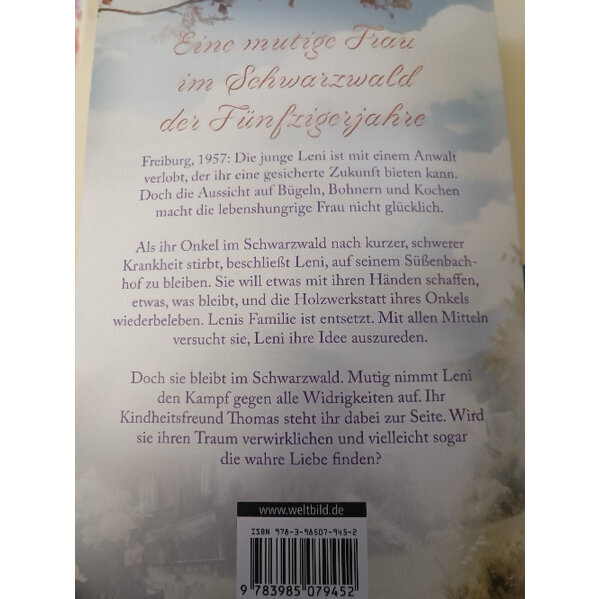 Eine mutige Frau
im Schwarzwald
der Fünfzigerjahre
Freiburg, 1957: Die junge Leni ist mit einem Anwalt
verlobt, der ihr eine gesicherte Zukunft bieten kann.
Doch die Aussicht auf Bügeln, Bohnern und Kochen
macht die lebenshungrige Frau nicht glücklich.
Als ihr Onkel im Schwarzwald nach kurzer, schwerer
Krankheit stirbt, beschließt Leni, auf seinem Süßenbach-
hof zu bleiben. Sie will etwas mit ihren Händen schaffen,
etwas, was bleibt, und die Holzwerkstatt ihres Onkels
wiederbeleben. Lenis Familie ist entsetzt. Mit allen Mitteln
versucht sie, Leni ihre Idee auszureden.
Doch sie bleibt im Schwarzwald. Mutig nimmt Leni
den Kampf gegen alle Widrigkeiten auf. Ihr
Kindheitsfreund Thomas steht ihr dabei zur Seite. Wird
sie ihren Traum verwirklichen und vielleicht sogar
die wahre Liebe finden?
www.weltbild.de
ISBN 978-3-98507-945-2
9 783985 079452